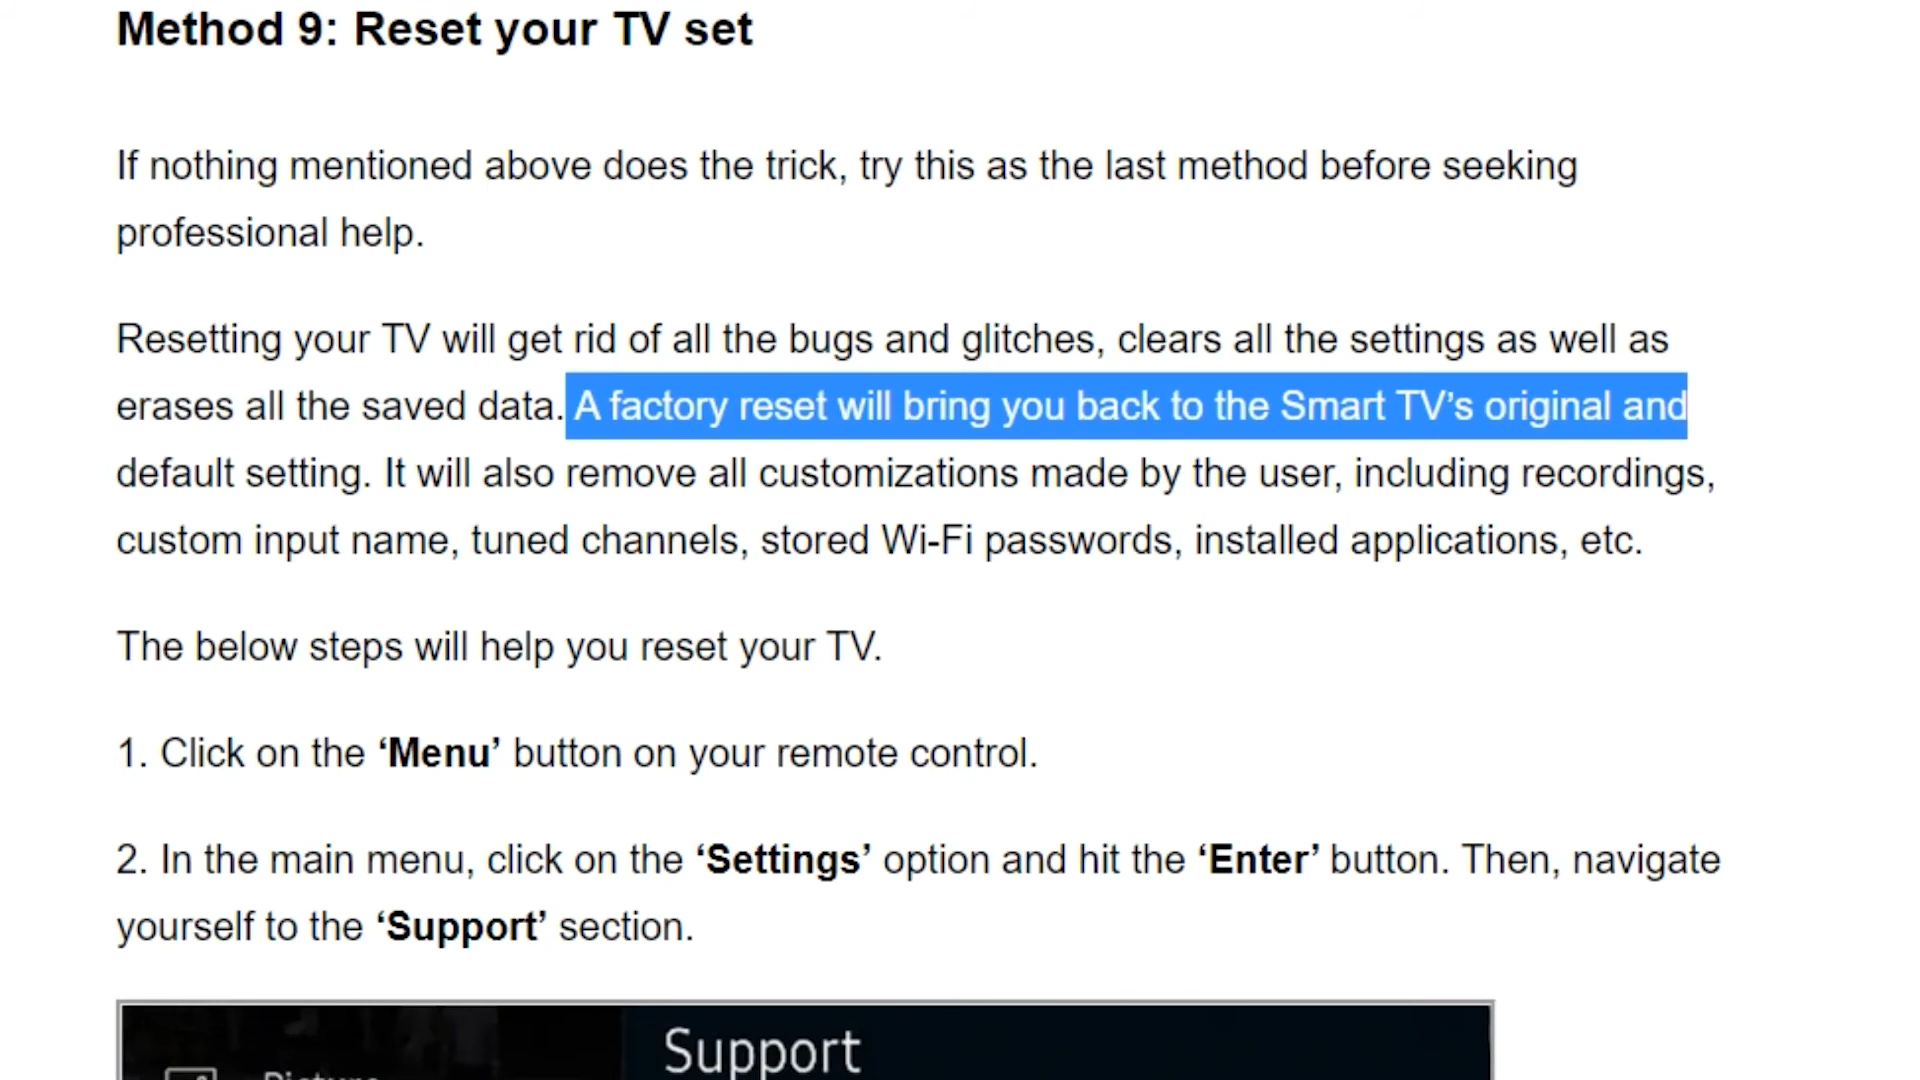 Method 9: Reset your TV set
If nothing mentioned above does the trick, try this as the last method before seeking
professional help.
Resetting your TV will get rid of all the bugs and glitches, clears all the settings as well as
erases all the saved data. A factory reset will bring you back to the Smart TV’s original and
default setting. It will also remove all customizations made by the user, including recordings,
custom input name, tuned channels, stored Wi-Fi passwords, installed applications, etc.
The below steps will help you reset your TV.
1. Click on the ‘Menu’ button on your remote control.
2. In the main menu, click on the ‘Settings’ option and hit the ‘Enter’ button. Then, navigate
yourself to the ‘Support’ section.
Support